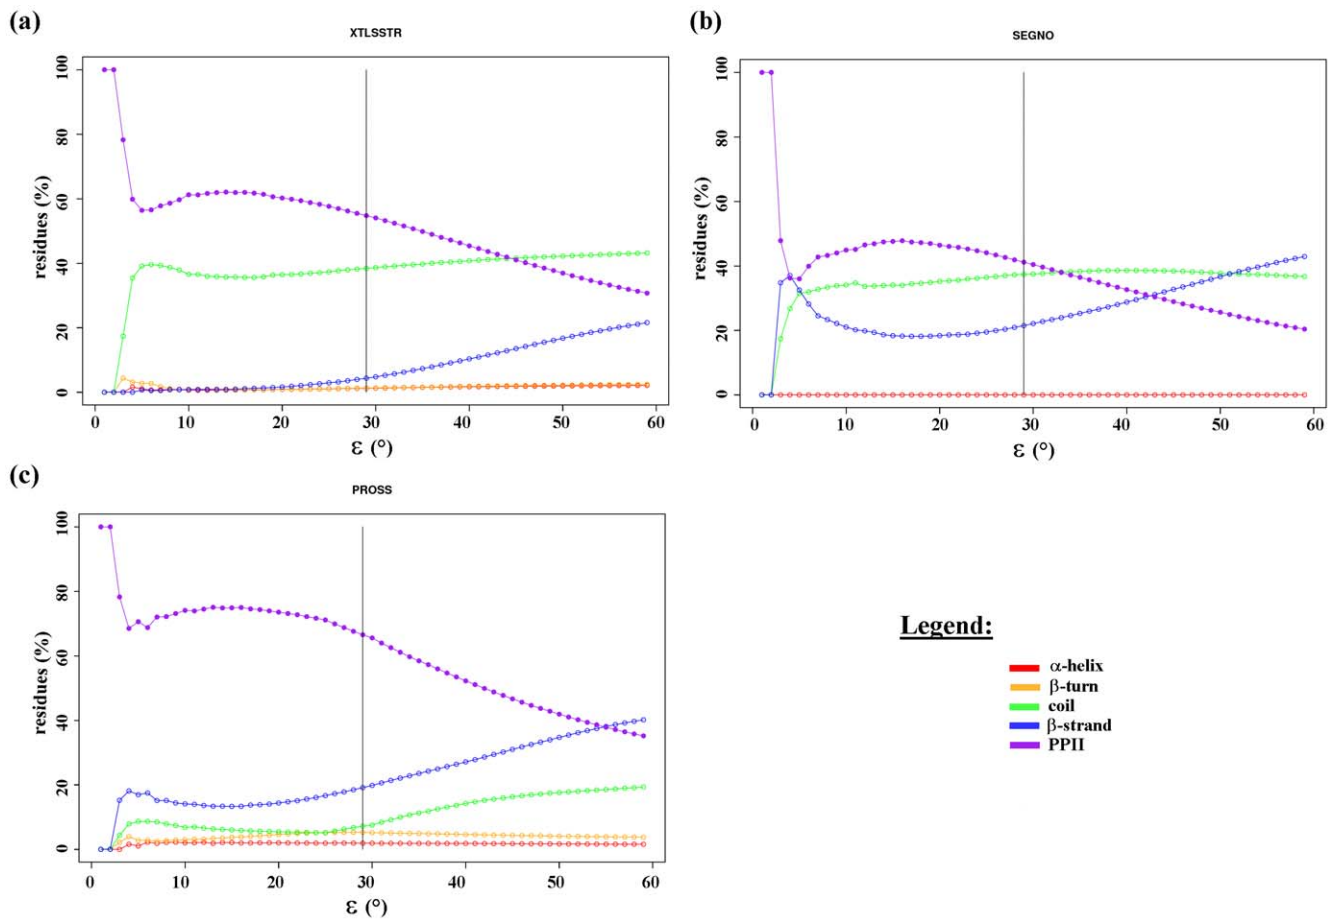 (a)
XTLSSTR
residues (%)
100
80
60
40
20
0
0 10 20 30 40 50 60
ε (°)
(b)
SEGNO
residues (%)
100
80
60
40
20
0
0 10 20 30 40 50 60
ε (°)
(c)
PROSS
residues (%)
100
80
60
40
20
0
0 10 20 30 40 50 60
ε (°)
Legend:
α-helix
β-turn
coil
β-strand
PPII